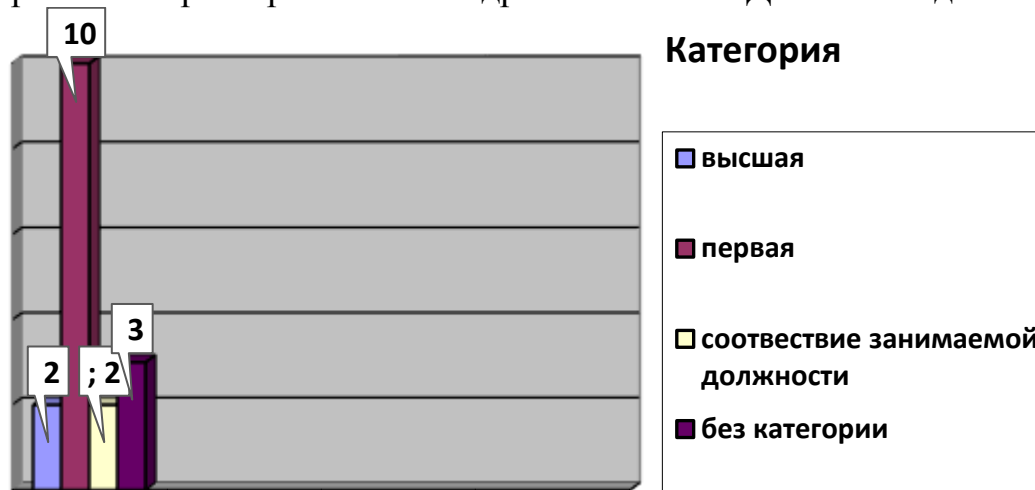 10
Категория
высшая
первая
3
соотвествие занимаемой
должности
2
; 2
без категории